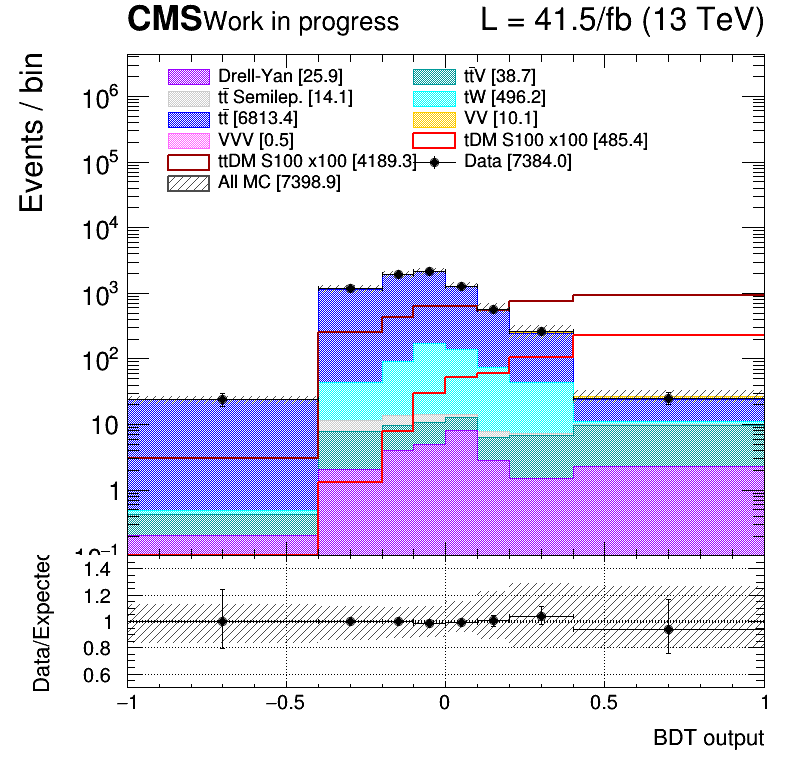 CMS Work in progress L = 41.5/fb (13 TeV)
Events / bin
Drell-Yan [25.9] tt̄V [38.7]
tt̄ Semilep. [14.1] tW [496.2]
tt̄ [6813.4] VV [10.1]
VVV [0.5] tDM S100 x100 [485.4]
ttDM S100 x100 [4189.3] Data [7384.0]
All MC [7398.9]
10⁶
10⁵
10⁴
10³
10²
10
1
10⁻¹
Data/Expected
1.4
1.2
1
0.8
0.6
−1 −0.5 0 0.5 1
BDT output